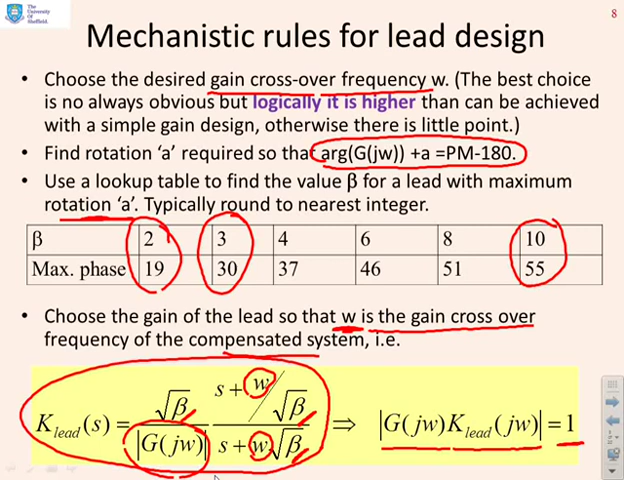 The
University
Of
Sheffield.
8
Mechanistic rules for lead design
• Choose the desired gain cross-over frequency w. (The best choice
is no always obvious but logically it is higher than can be achieved
with a simple gain design, otherwise there is little point.)
• Find rotation ‘a’ required so that arg(G(jw)) +a =PM-180.
• Use a lookup table to find the value β for a lead with maximum
rotation ‘a’. Typically round to nearest integer.
β 2 3 4 6 8 10
Max. phase 19 30 37 46 51 55
• Choose the gain of the lead so that w is the gain cross over
frequency of the compensated system, i.e.
K_lead(s) = √β / |G(jw)| (s + w/√β) / (s + w√β) ⇒ |G(jw)K_lead(jw)| = 1